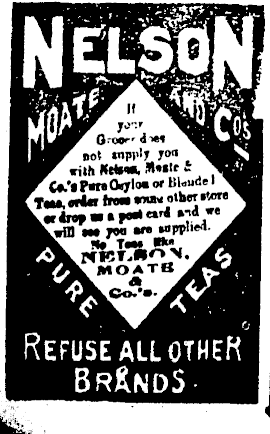 NELSON
MOATE AND CO'S
If
your
Grocer does
not supply you
with Nelson, Moate &
Co.'s Pure Ceylon or Blended
Teas, order from some other store
or drop us a post card and we
will see you are supplied.
No Teas like
NELSON,
MOATE
&
Co.'s.
PURE TEAS
REFUSE ALL OTHER
BRANDS